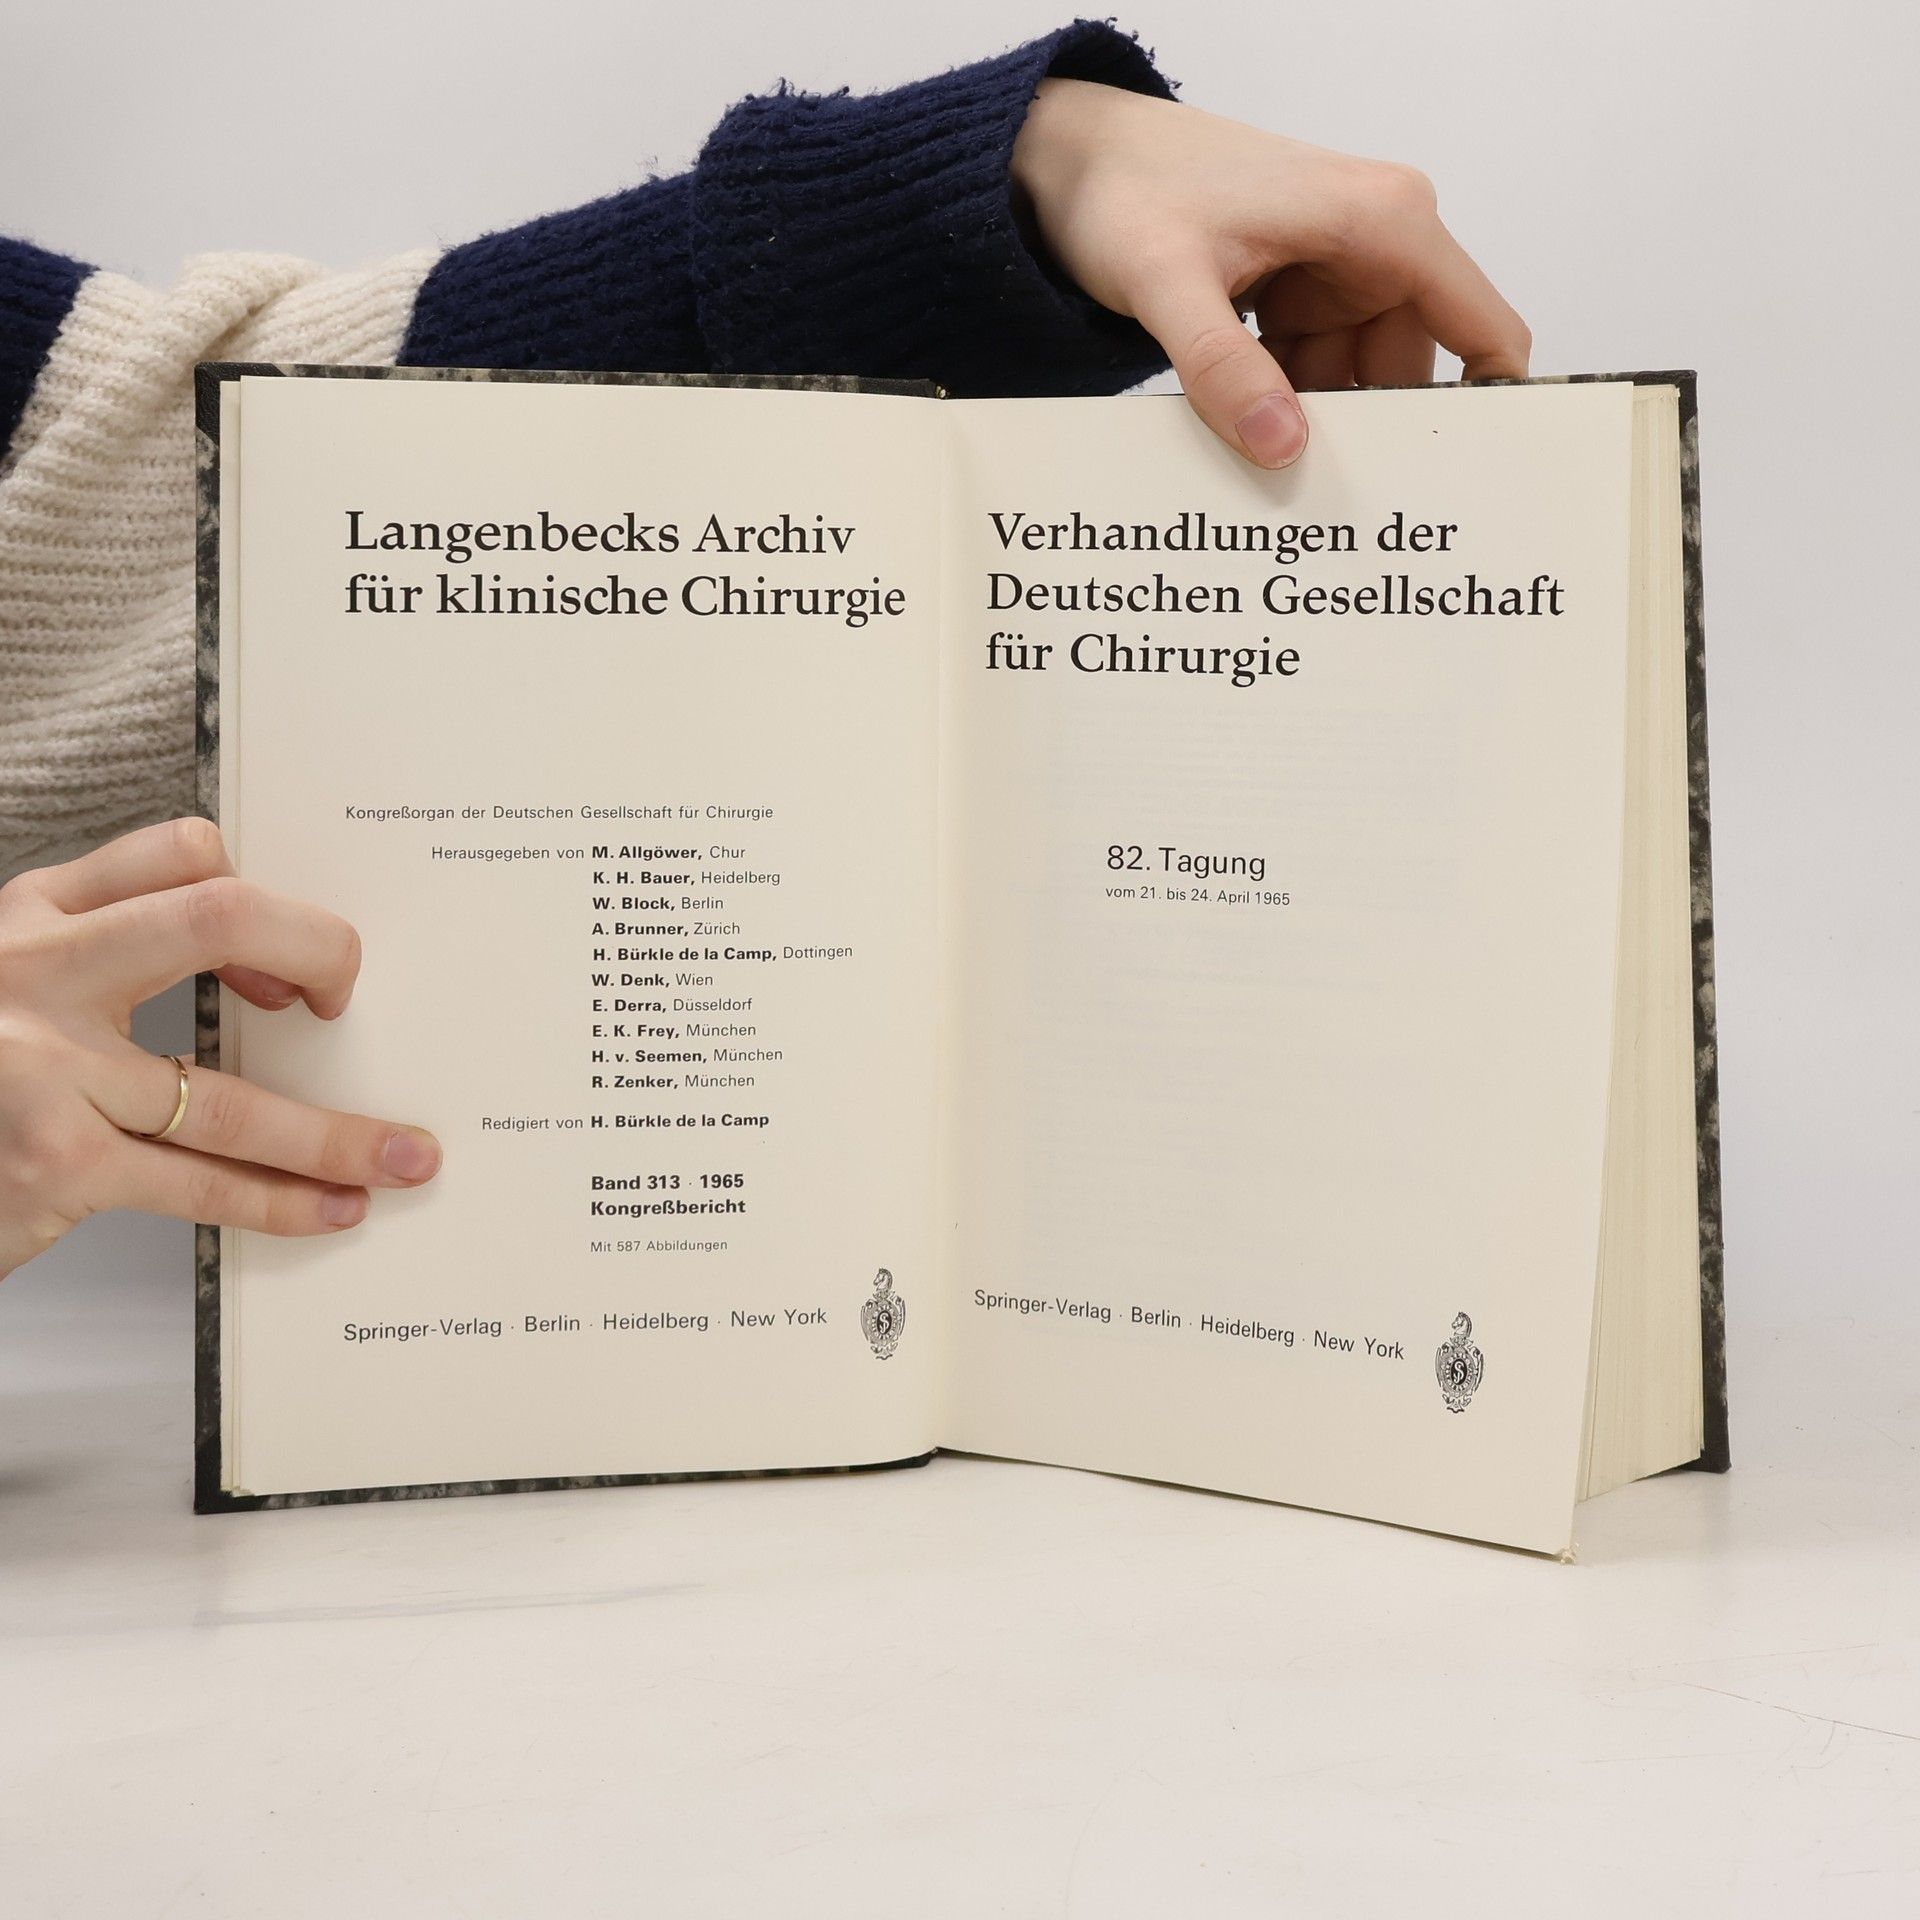 Langenbecks Archiv
für klinische Chirurgie
Kongreßorgan der Deutschen Gesellschaft für Chirurgie
Herausgegeben von M. Allgöwer, Chur
K. H. Bauer, Heidelberg
W. Block, Berlin
A. Brunner, Zürich
H. Bürkle de la Camp, Dottingen
W. Denk, Wien
E. Derra, Düsseldorf
E. K. Frey, München
H. v. Seemen, München
R. Zenker, München
Redigiert von H. Bürkle de la Camp
Band 313 · 1965
Kongreßbericht
Mit 587 Abbildungen
Springer-Verlag · Berlin · Heidelberg · New York
Verhandlungen der
Deutschen Gesellschaft
für Chirurgie
82. Tagung
vom 21. bis 24. April 1965
Springer-Verlag · Berlin · Heidelberg · New York